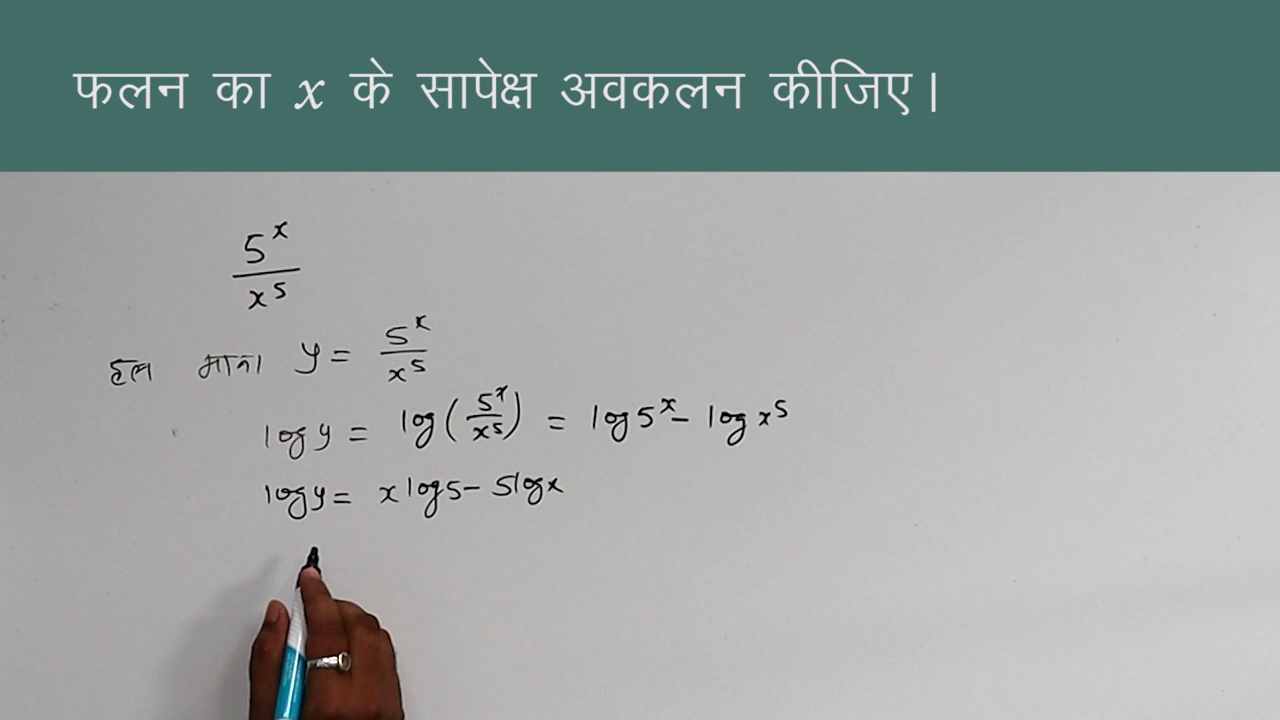 फलन का x के सापेक्ष अवकलन कीजिए।
5^x / x^5
हल माना y = 5^x / x^5
log y = log(5^x / x^5) = log 5^x - log x^5
log y = x log 5 - 5 log x